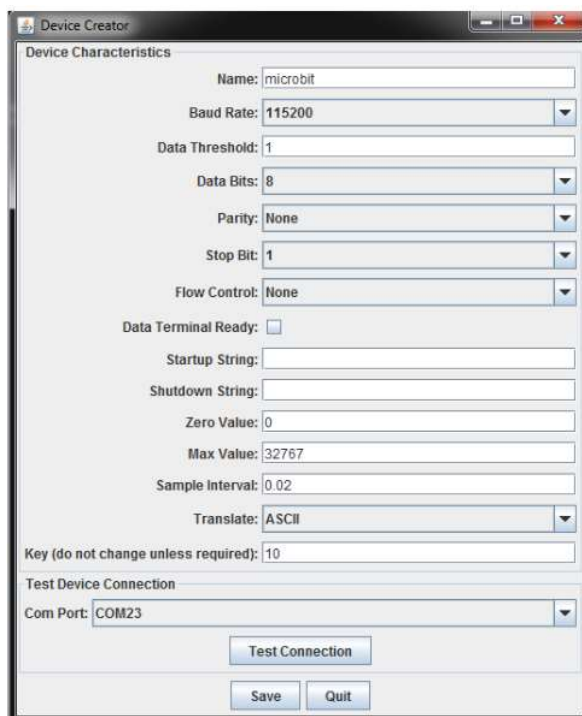 Device Creator
Device Characteristics
Name: microbit
Baud Rate: 115200
Data Threshold: 1
Data Bits: 8
Parity: None
Stop Bit: 1
Flow Control: None
Data Terminal Ready:
Startup String:
Shutdown String:
Zero Value: 0
Max Value: 32767
Sample Interval: 0.02
Translate: ASCII
Key (do not change unless required): 10
Test Device Connection
Com Port: COM23
Test Connection
Save Quit